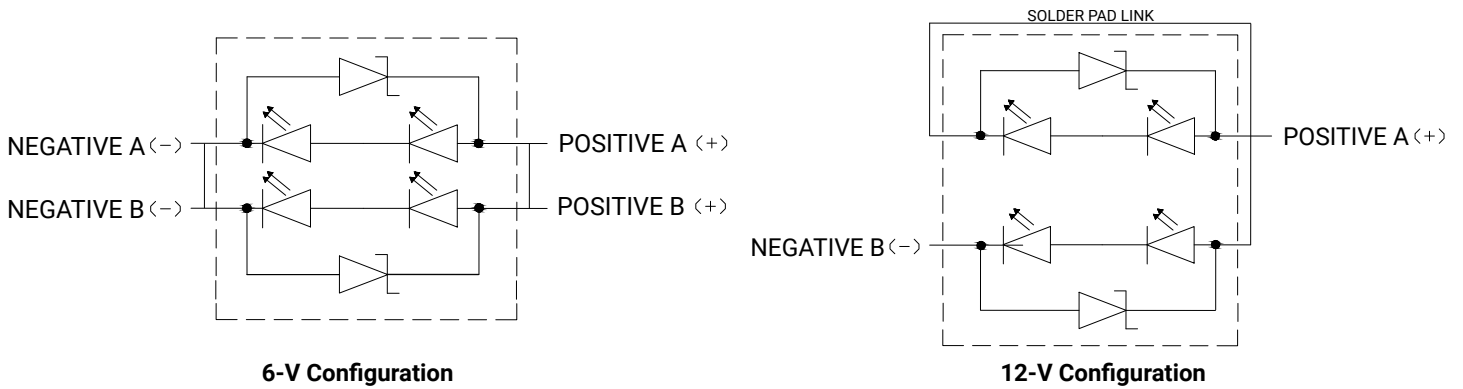 SOLDER PAD LINK
NEGATIVE A（−）
POSITIVE A（+）
NEGATIVE B（−）
POSITIVE B（+）
6-V Configuration
POSITIVE A（+）
NEGATIVE B（−）
12-V Configuration